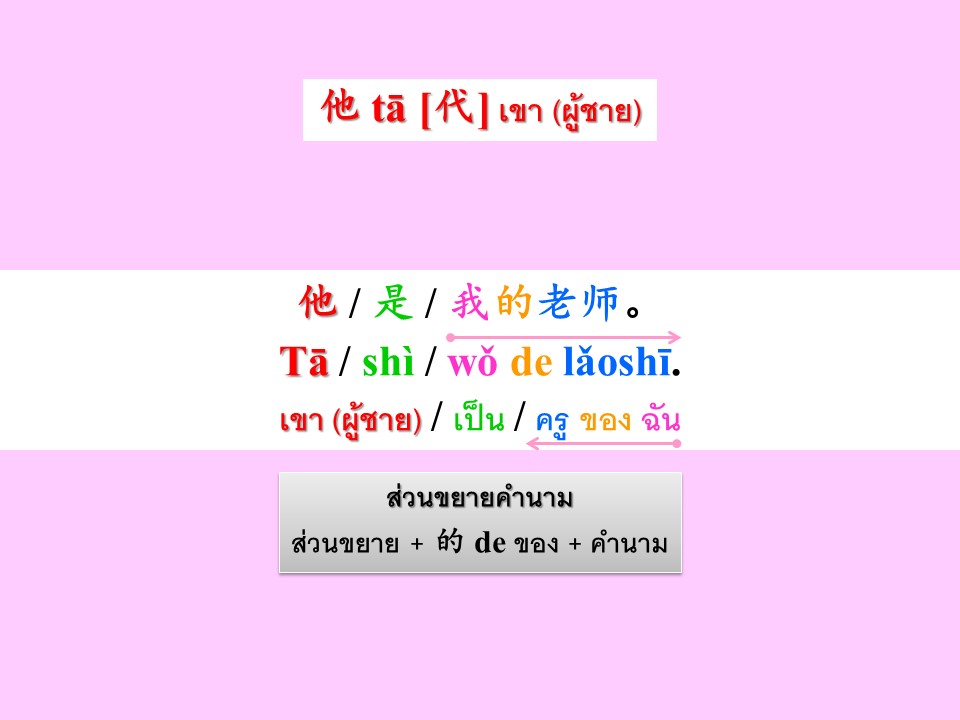 他 tā [代] เขา (ผู้ชาย)
他 / 是 / 我的老师。
Tā / shì / wǒ de lǎoshī.
เขา (ผู้ชาย) / เป็น / ครู ของ ฉัน
ส่วนขยายคำนาม
ส่วนขยาย + 的 de ของ + คำนาม